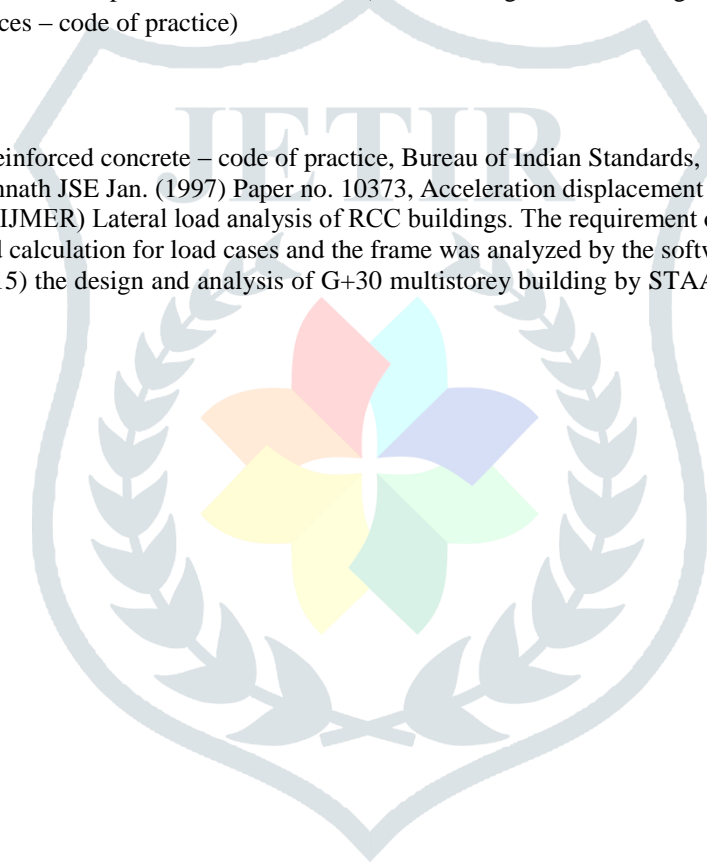 ces – code of practice)
JETIR
einforced concrete – code of practice, Bureau of Indian Standards,
nnath JSE Jan. (1997) Paper no. 10373, Acceleration displacement
IJMER) Lateral load analysis of RCC buildings. The requirement
d calculation for load cases and the frame was analyzed by the
15) the design and analysis of G+30 multistorey building by